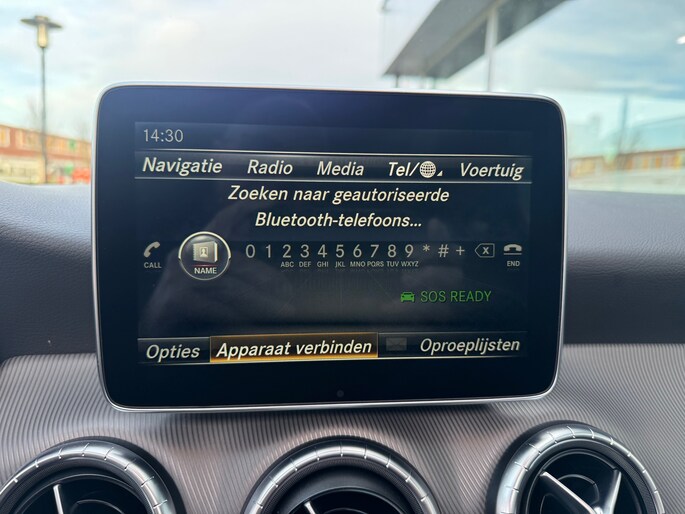 14:30
Navigatie Radio Media Tel/ Voertuig
Zoeken naar geautoriseerde
Bluetooth-telefoons...
0 1 2 3 4 5 6 7 8 9 * # +
CALL NAME ABC DEF GHI JKL MNO PQRS TUV WXYZ END
SOS READY
Opties Apparaat verbinden Oproeplijsten